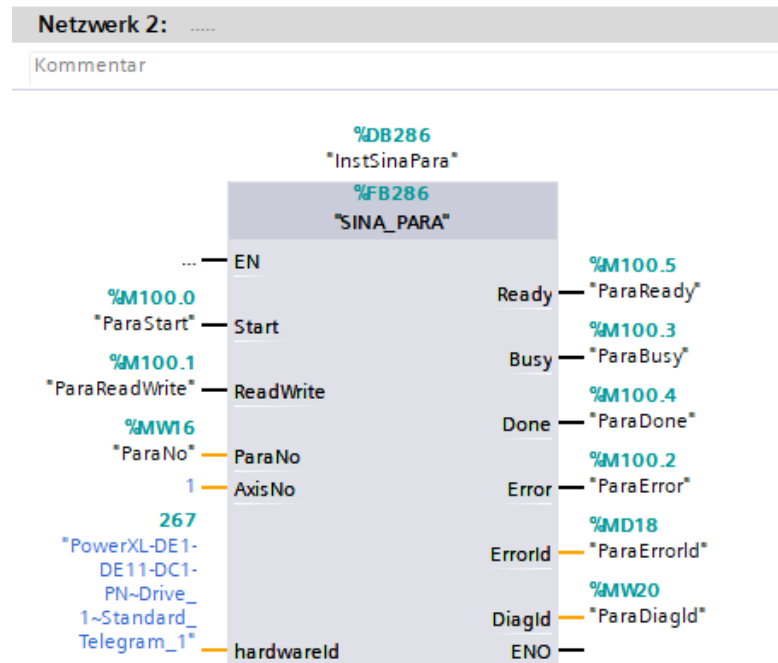 Netzwerk 2: .....
Kommentar
%DB286
"InstSinaPara"
%FB286
"SINA_PARA"
... EN
%M100.5
Ready "ParaReady"
%M100.0
"ParaStart" Start
%M100.3
Busy "ParaBusy"
%M100.1
"ParaReadWrite" ReadWrite
%M100.4
Done "ParaDone"
%MW16
"ParaNo" ParaNo
%M100.2
1 AxisNo Error "ParaError"
267
"PowerXL-DE1-
DE11-DC1-
PN~Drive_
1~Standard_
Telegram_1" hardwareId
%MD18
ErrorId "ParaErrorId"
%MW20
DiagId "ParaDiagId"
ENO